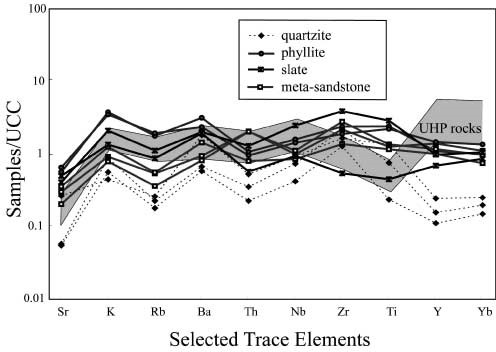 Samples/UCC
100
10
1
0.1
0.01
quartzite
phyllite
slate
meta-sandstone
UHP rocks
Sr K Rb Ba Th Nb Zr Ti Y Yb
Selected Trace Elements